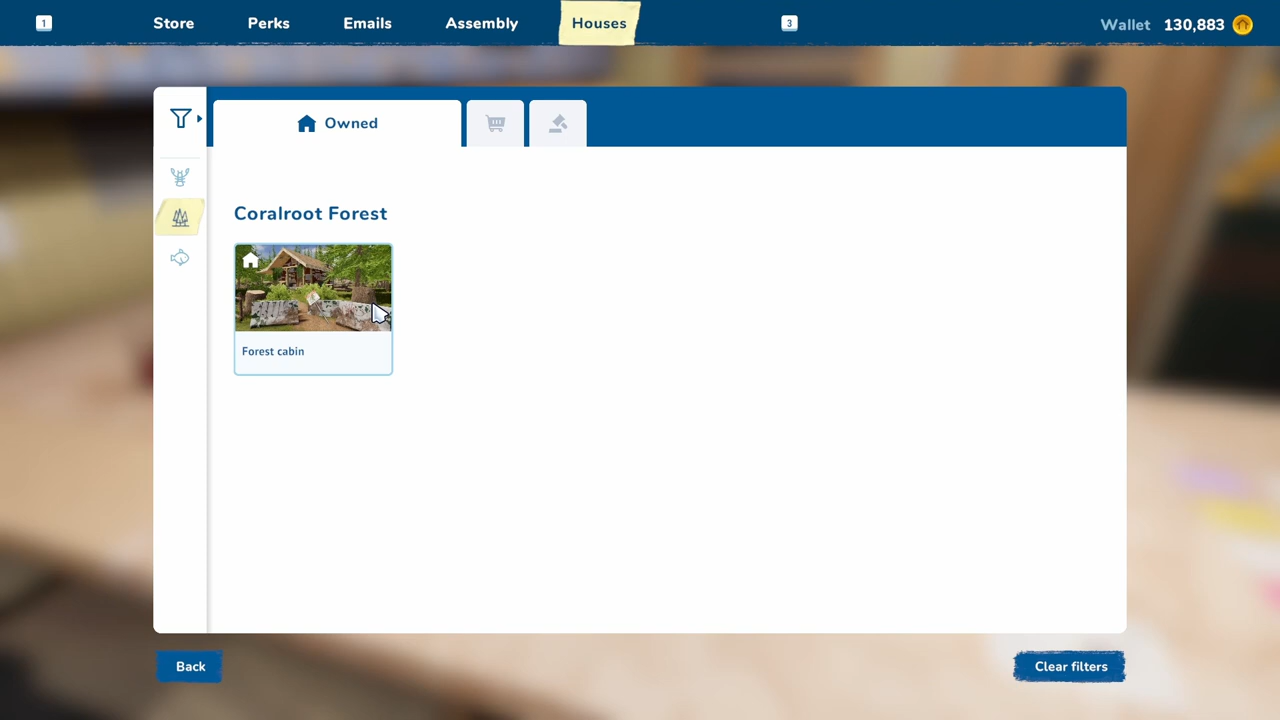 1 Store Perks Emails Assembly Houses 3 Wallet 130,883
Owned
Coralroot Forest
Forest cabin
Back Clear filters